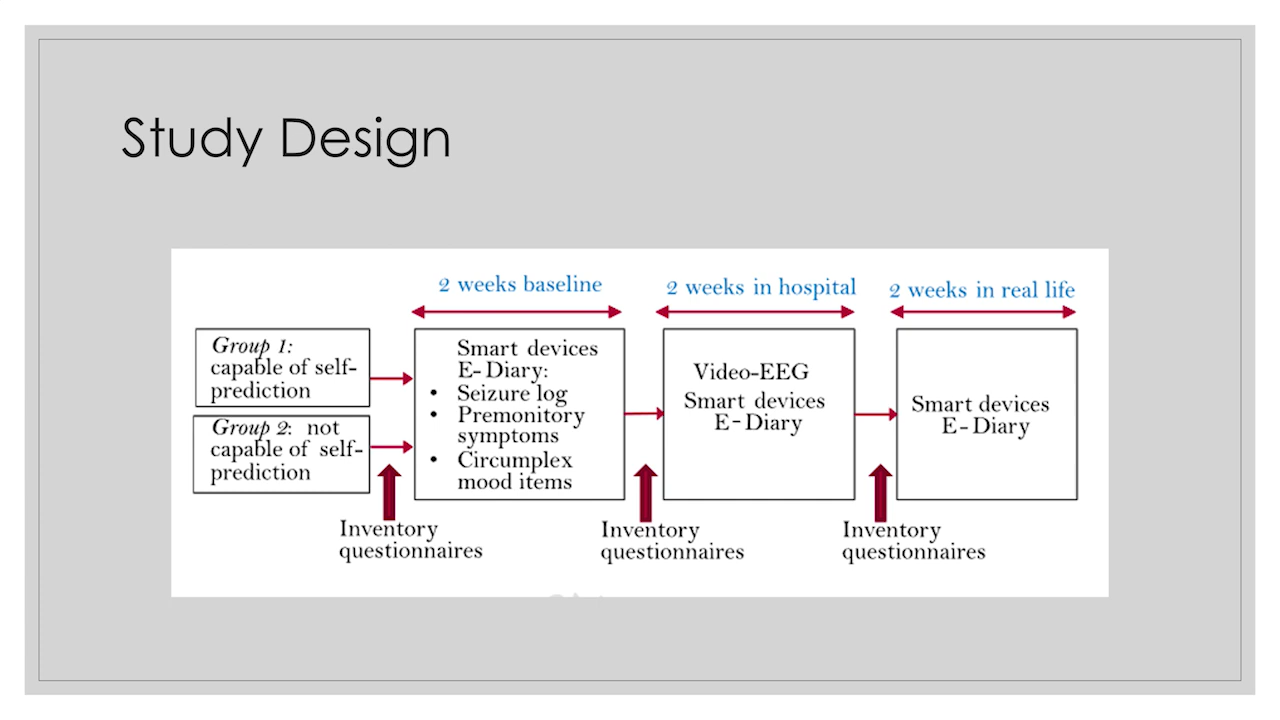 Study Design
2 weeks baseline
2 weeks in hospital
2 weeks in real life
Group 1:
capable of self-
prediction
Group 2: not
capable of self-
prediction
Smart devices
E-Diary:
• Seizure log
• Premonitory
symptoms
• Circumplex
mood items
Video-EEG
Smart devices
E-Diary
Smart devices
E-Diary
Inventory
questionnaires
Inventory
questionnaires
Inventory
questionnaires